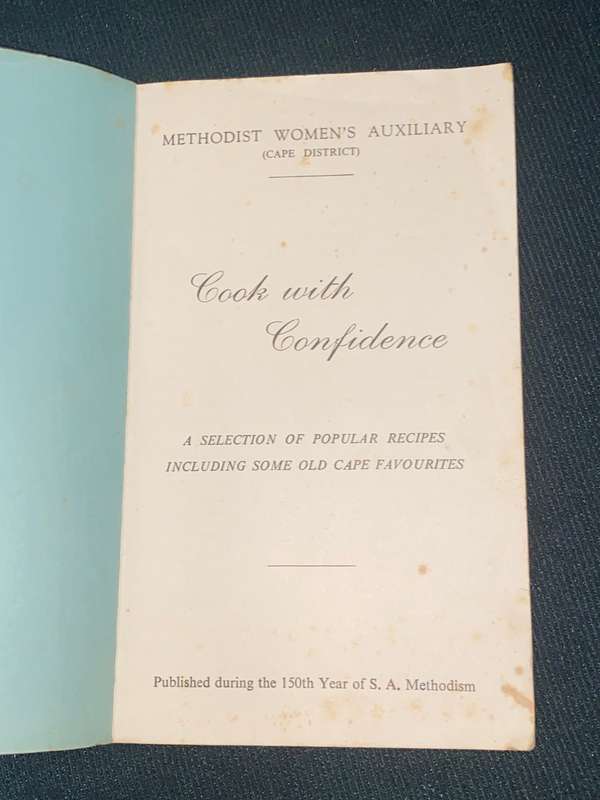 METHODIST WOMEN'S AUXILIARY
(CAPE DISTRICT)
Cook with
Confidence
A SELECTION OF POPULAR RECIPES
INCLUDING SOME OLD CAPE FAVOURITES
Published during the 150th Year of S. A. Methodism